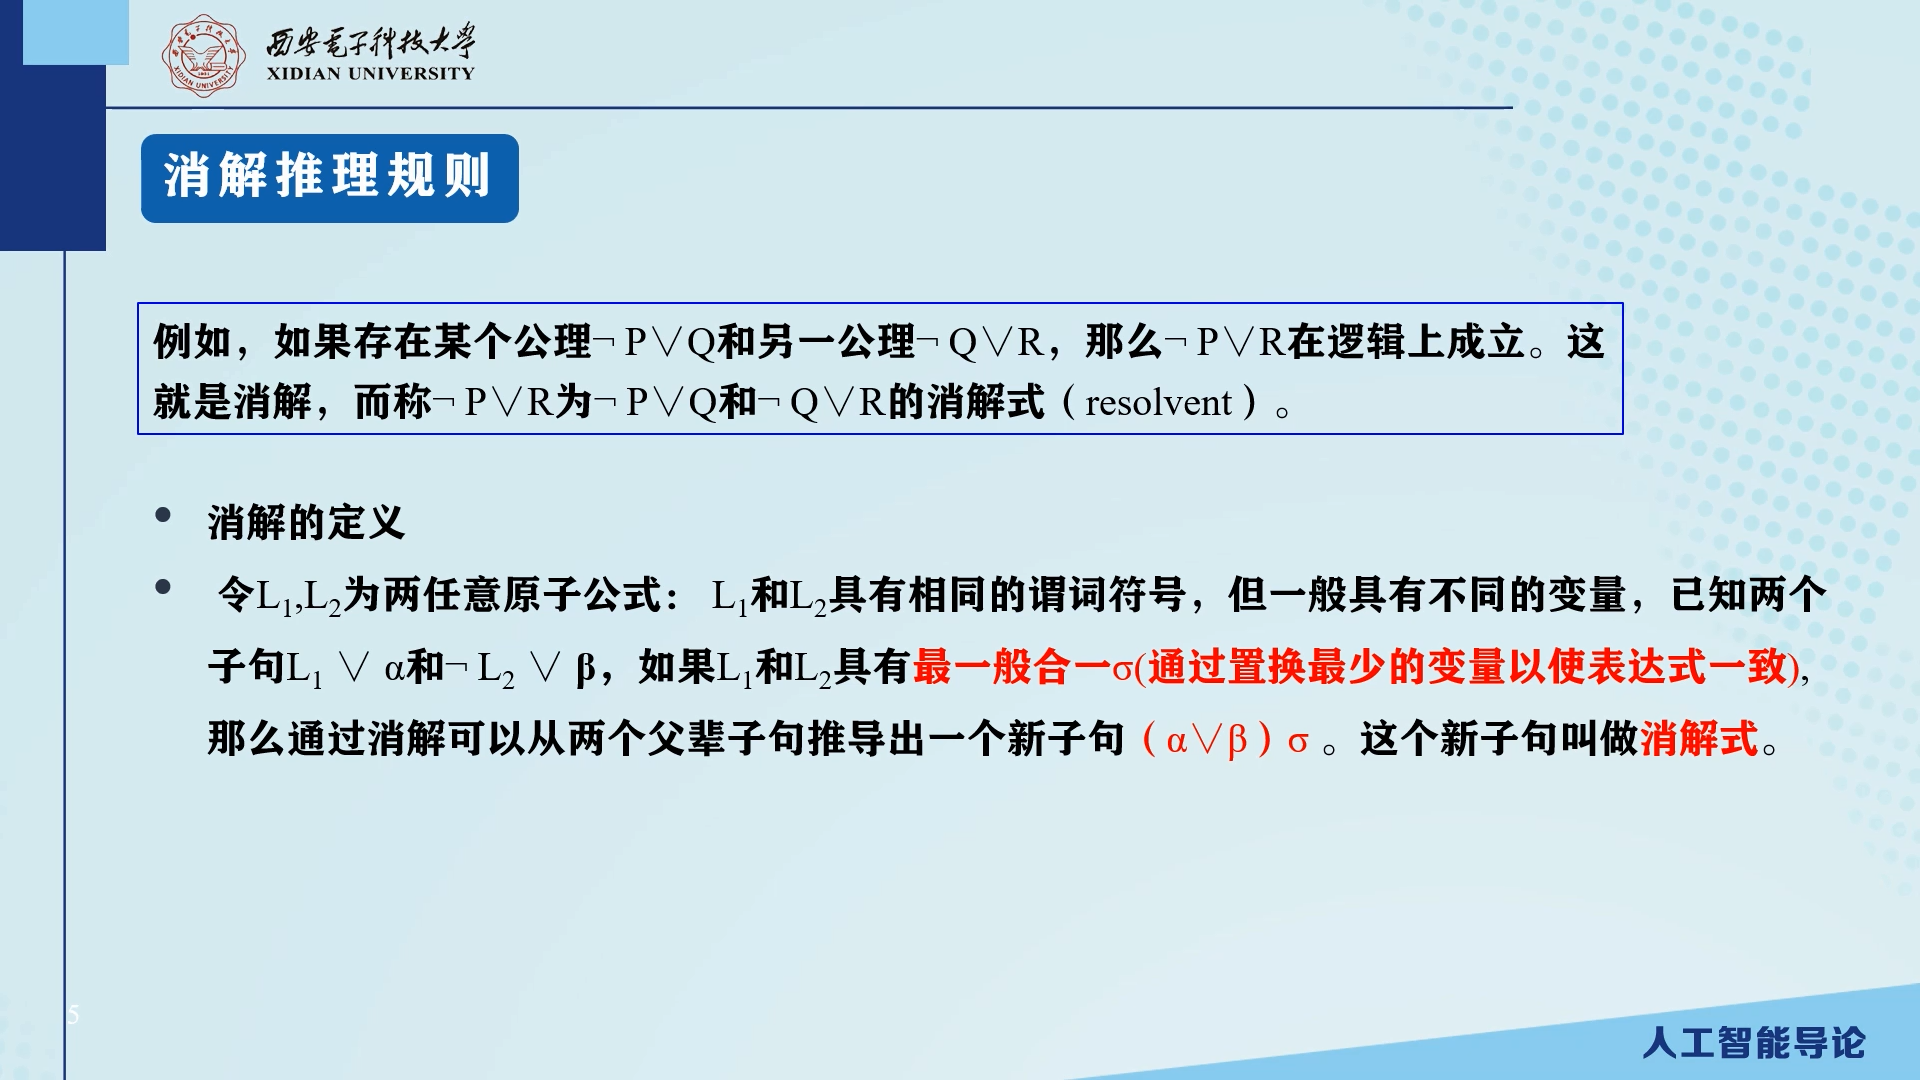 西安电子科技大学
XIDIAN UNIVERSITY
消解推理规则
例如，如果存在某个公理¬ P∨Q和另一公理¬ Q∨R，那么¬ P∨R在逻辑上成立。这
就是消解，而称¬ P∨R为¬ P∨Q和¬ Q∨R的消解式（resolvent）。
• 消解的定义
• 令L₁,L₂为两任意原子公式： L₁和L₂具有相同的谓词符号，但一般具有不同的变量，已知两个
子句L₁ ∨ α和¬ L₂ ∨ β，如果L₁和L₂具有最一般合一σ(通过置换最少的变量以使表达式一致),
那么通过消解可以从两个父辈子句推导出一个新子句（α∨β）σ 。这个新子句叫做消解式。
5
人工智能导论